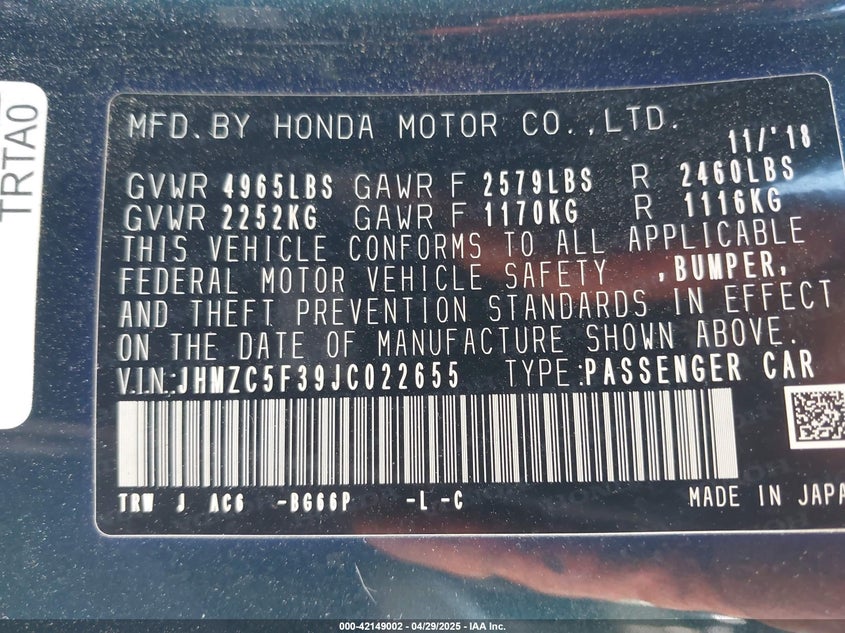 TRTA0
MFD.BY HONDA MOTOR CO.,LTD.
11/'18
GVWR 4965LBS GAWR F 2579LBS R 2460LBS
GVWR 2252KG GAWR F 1170KG R 1116KG
THIS VEHICLE CONFORMS TO ALL APPLICABLE
FEDERAL MOTOR VEHICLE SAFETY ,BUMPER,
AND THEFT PREVENTION STANDARDS IN EFFECT
ON THE DATE OF MANUFACTURE SHOWN ABOVE.
V.I.N.:JHMZC5F39JC022655 TYPE:PASSENGER CAR
TRW J AC6 -BG66P -L -C
MADE IN JAPA
000-42149002 - 04/29/2025 - IAA Inc.